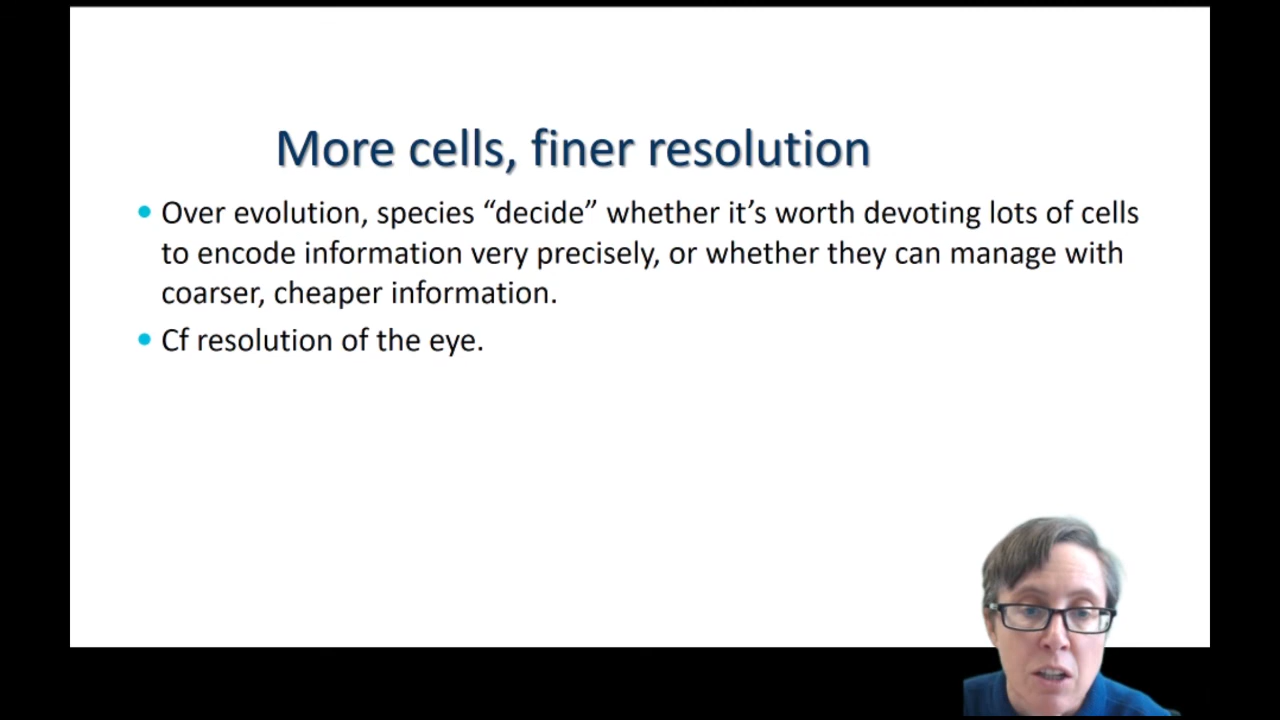 More cells, finer resolution
• Over evolution, species “decide” whether it’s worth devoting lots of cells
to encode information very precisely, or whether they can manage with
coarser, cheaper information.
• Cf resolution of the eye.